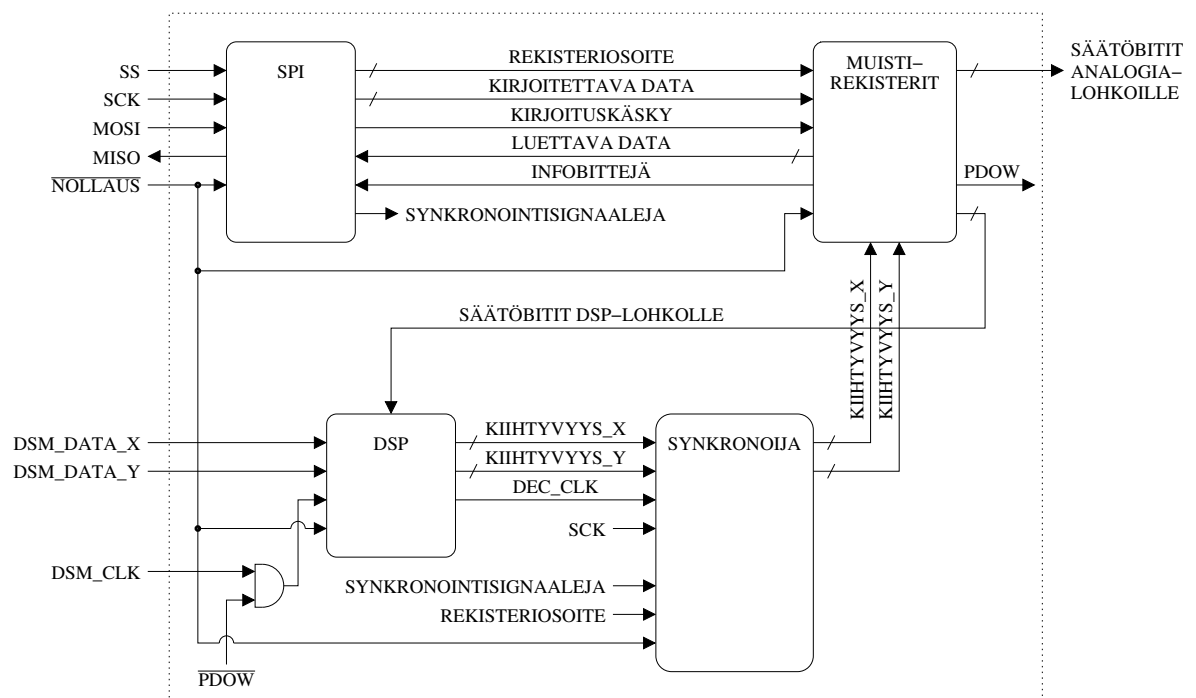 SS
SCK
MOSI
MISO
NOLLAUS
SPI
REKISTERIOSOITE
KIRJOITETTAVA DATA
KIRJOITUSKÄSKY
LUETTAVA DATA
INFOBITTEJÄ
SYNKRONOINTISIGNAALEJA
MUISTI−
REKISTERIT
SÄÄTÖBITIT
ANALOGIA−
LOHKOILLE
PDOW
SÄÄTÖBITIT DSP−LOHKOLLE
KIIHTYVYYS_X
KIIHTYVYYS_Y
DSM_DATA_X
DSM_DATA_Y
DSM_CLK
PDOW
DSP
KIIHTYVYYS_X
KIIHTYVYYS_Y
DEC_CLK
SCK
SYNKRONOINTISIGNAALEJA
REKISTERIOSOITE
SYNKRONOIJA